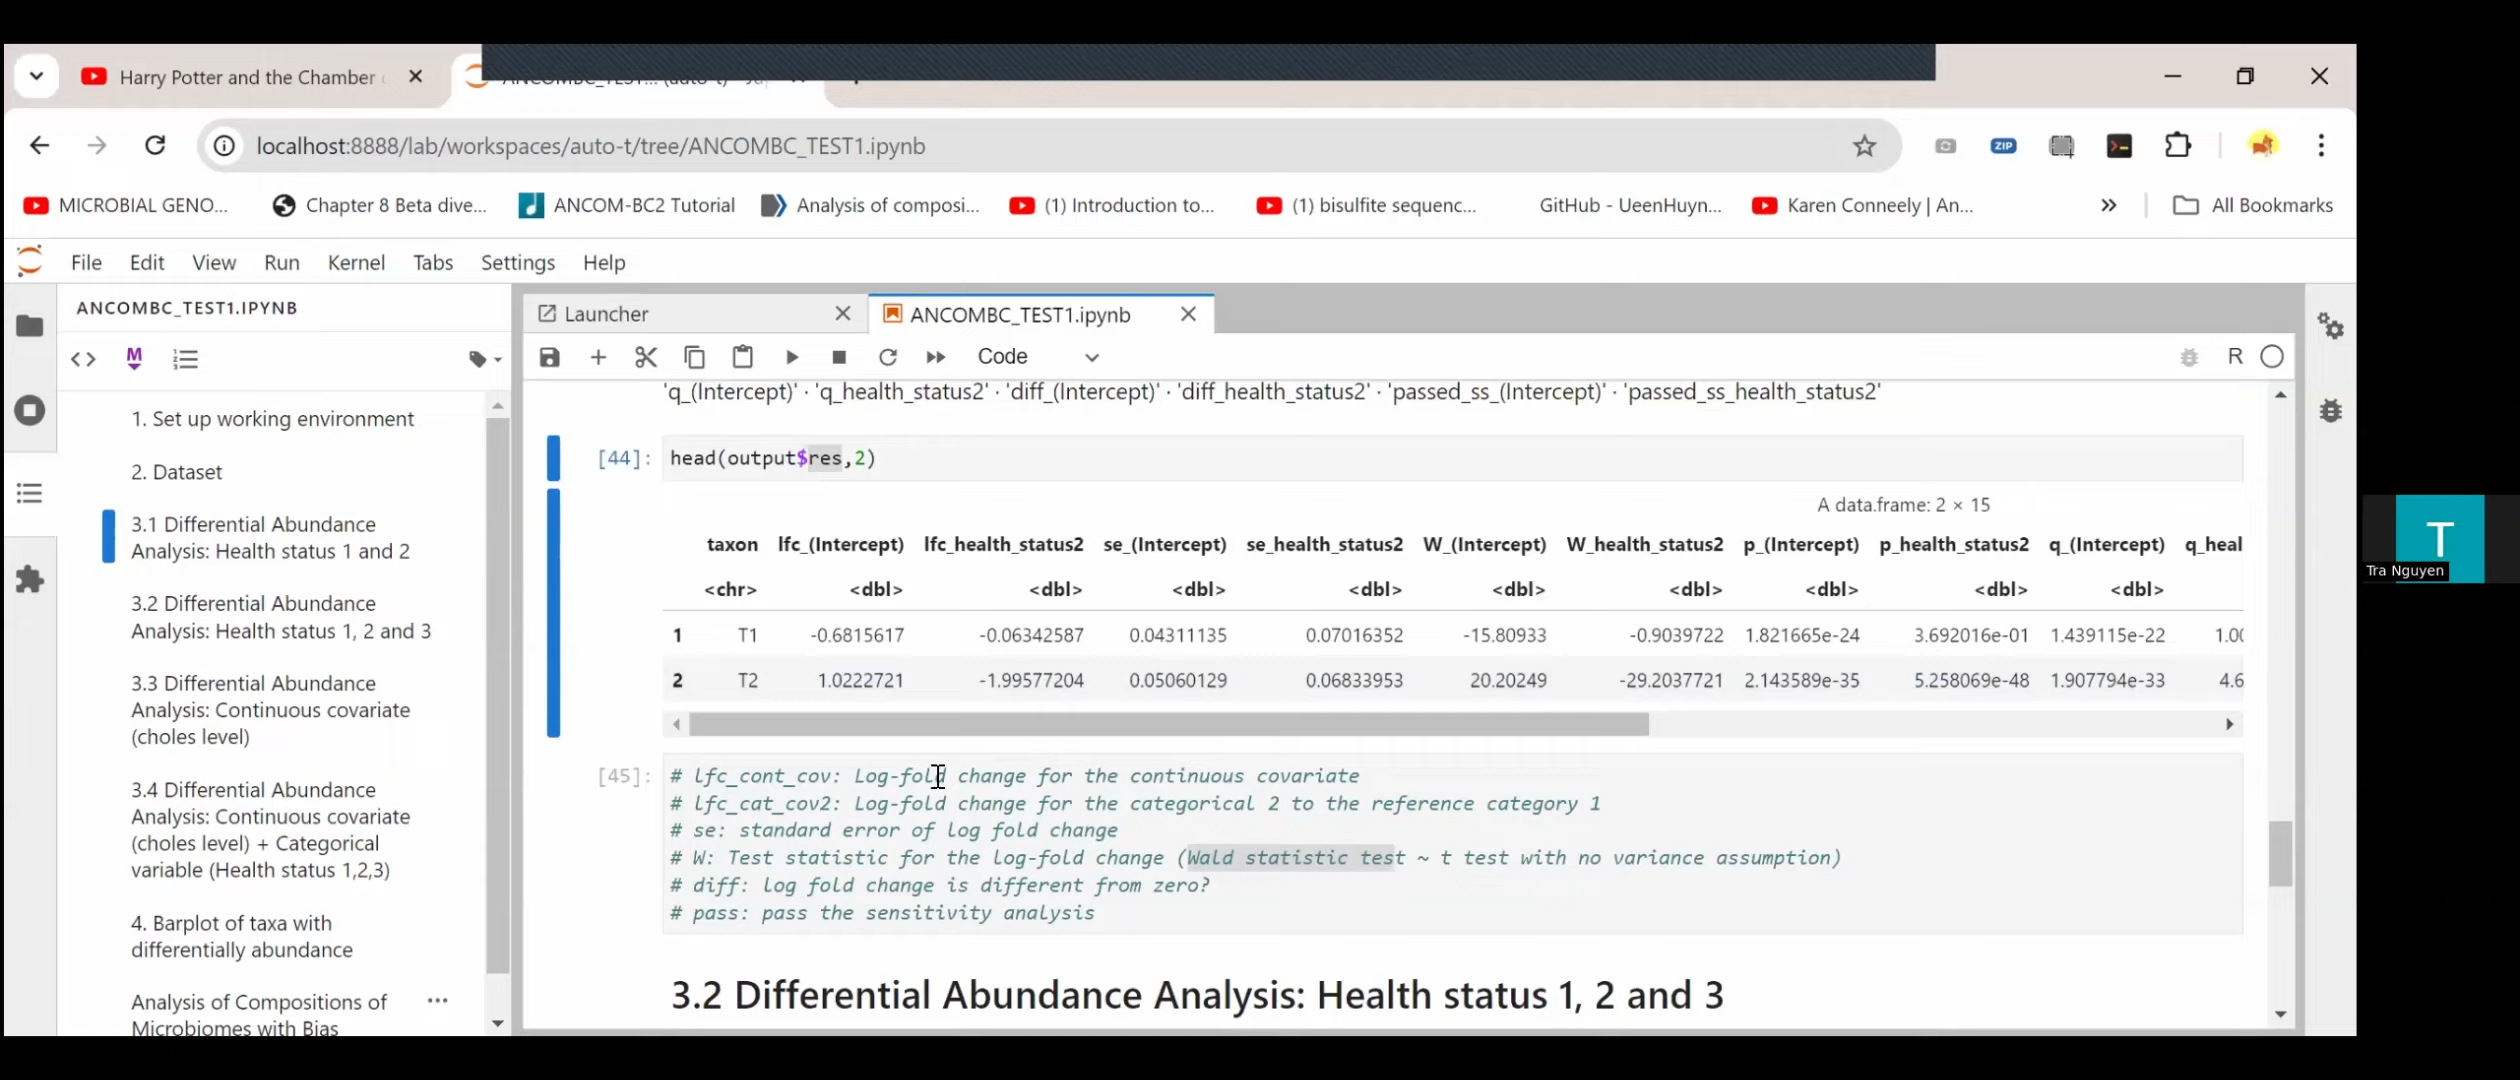 Harry Potter and the Chamber
ANCOMBC_TEST1... (auto-t) - Ju
localhost:8888/lab/workspaces/auto-t/tree/ANCOMBC_TEST1.ipynb
ZIP
MICROBIAL GENO...
Chapter 8 Beta dive...
ANCOM-BC2 Tutorial
Analysis of composi...
(1) Introduction to...
(1) bisulfite sequenc...
GitHub - UeenHuyn...
Karen Conneely | An...
All Bookmarks
File Edit View Run Kernel Tabs Settings Help
ANCOMBC_TEST1.IPYNB
M
1. Set up working environment
2. Dataset
3.1 Differential Abundance
Analysis: Health status 1 and 2
3.2 Differential Abundance
Analysis: Health status 1, 2 and 3
3.3 Differential Abundance
Analysis: Continuous covariate
(choles level)
3.4 Differential Abundance
Analysis: Continuous covariate
(choles level) + Categorical
variable (Health status 1,2,3)
4. Barplot of taxa with
differentially abundance
Analysis of Compositions of
Microbiomes with Bias
Launcher
ANCOMBC_TEST1.ipynb
Code
R
'q_(Intercept)' · 'q_health_status2' · 'diff_(Intercept)' · 'diff_health_status2' · 'passed_ss_(Intercept)' · 'passed_ss_health_status2'
[44]: head(output$res,2)
A data.frame: 2 × 15
taxon lfc_(Intercept) lfc_health_status2 se_(Intercept) se_health_status2 W_(Intercept) W_health_status2 p_(Intercept) p_health_status2 q_(Intercept) q_heal
<chr> <dbl> <dbl> <dbl> <dbl> <dbl> <dbl> <dbl> <dbl> <dbl>
1 T1 -0.6815617 -0.06342587 0.04311135 0.07016352 -15.80933 -0.9039722 1.821665e-24 3.692016e-01 1.439115e-22 1.00
2 T2 1.0222721 -1.99577204 0.05060129 0.06833953 20.20249 -29.2037721 2.143589e-35 5.258069e-48 1.907794e-33 4.6
[45]: # lfc_cont_cov: Log-fold change for the continuous covariate
# lfc_cat_cov2: Log-fold change for the categorical 2 to the reference category 1
# se: standard error of log fold change
# W: Test statistic for the log-fold change (Wald statistic test ~ t test with no variance assumption)
# diff: log fold change is different from zero?
# pass: pass the sensitivity analysis
3.2 Differential Abundance Analysis: Health status 1, 2 and 3
T
Tra Nguyen